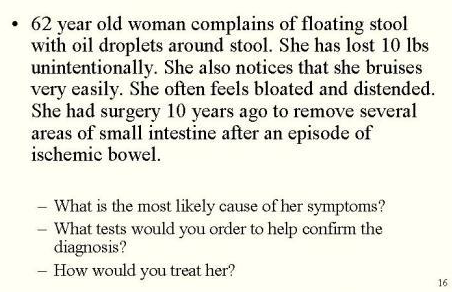 • 62 year old woman complains of floating stool
with oil droplets around stool. She has lost 10 lbs
unintentionally. She also notices that she bruises
very easily. She often feels bloated and distended.
She had surgery 10 years ago to remove several
areas of small intestine after an episode of
ischemic bowel.
– What is the most likely cause of her symptoms?
– What tests would you order to help confirm the
diagnosis?
– How would you treat her?
16